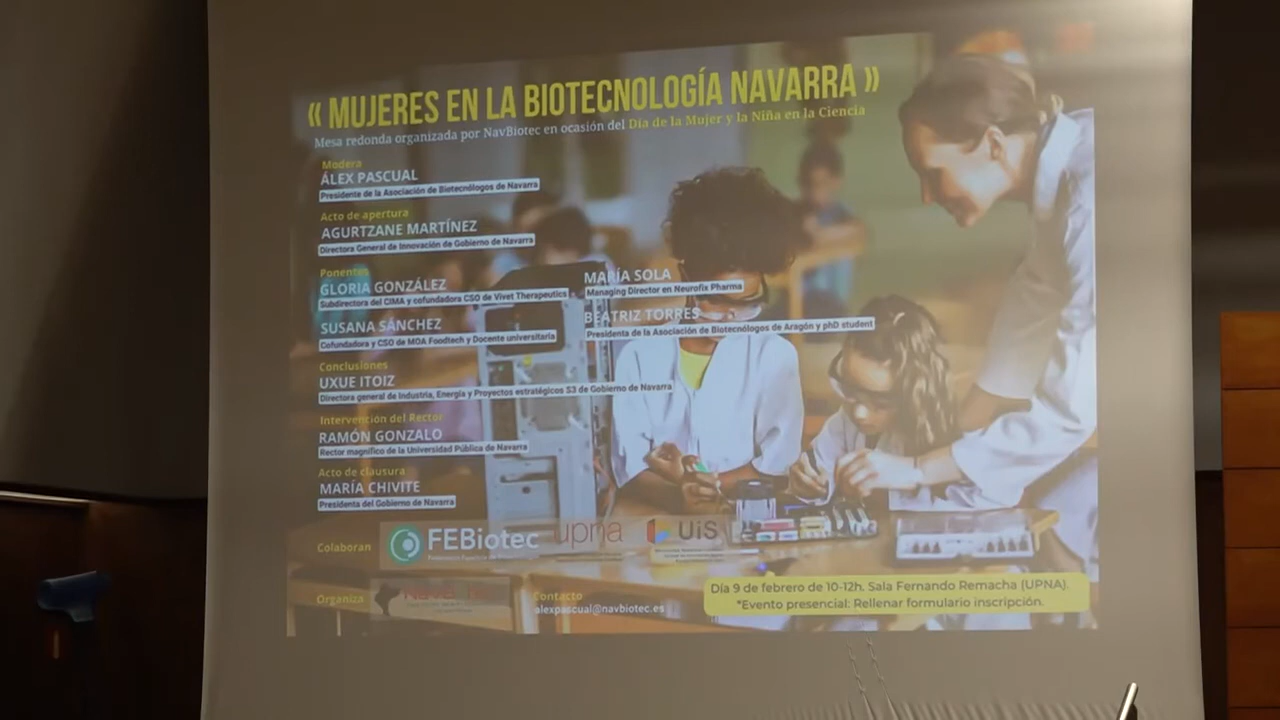 « MUJERES EN LA BIOTECNOLOGÍA NAVARRA »
Mesa redonda organizada por NavBiotec en ocasión del Día de la Mujer y la Niña en la Ciencia
Modera
ÁLEX PASCUAL
Presidente de la Asociación de Biotecnólogos de Navarra
Acto de apertura
AGURTZANE MARTÍNEZ
Directora General de Innovación de Gobierno de Navarra
Ponentes
GLORIA GONZÁLEZ
Subdirectora del CIMA y cofundadora CSO de Vivet Therapeutics
MARÍA SOLA
Managing Director en Neurofix Pharma
SUSANA SÁNCHEZ
Cofundadora y CSO de MOA Foodtech y Docente universitaria
BEATRIZ TORRES
Presidenta de la Asociación de Biotecnólogos de Aragón y phD student
Conclusiones
UXUE ITOIZ
Directora general de Industria, Energía y Proyectos estratégicos S3 de Gobierno de Navarra
Intervención del Rector
RAMÓN GONZALO
Rector magnífico de la Universidad Pública de Navarra
Acto de clausura
MARÍA CHIVITE
Presidenta del Gobierno de Navarra
Colaboran
FEBiotec
upna
UiS
Organiza
Contacto
alexpascual@navbiotec.es
Día 9 de febrero de 10-12h. Sala Fernando Remacha (UPNA).
*Evento presencial: Rellenar formulario inscripción.